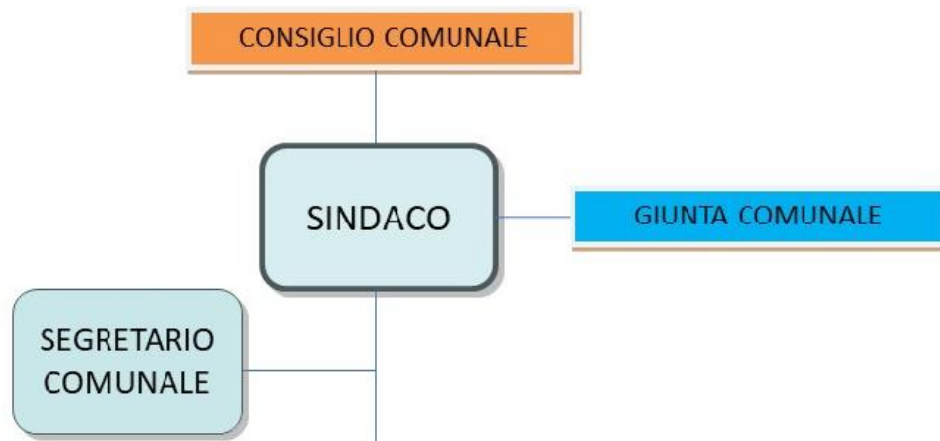 CONSIGLIO COMUNALE
SINDACO
GIUNTA COMUNALE
SEGRETARIO
COMUNALE